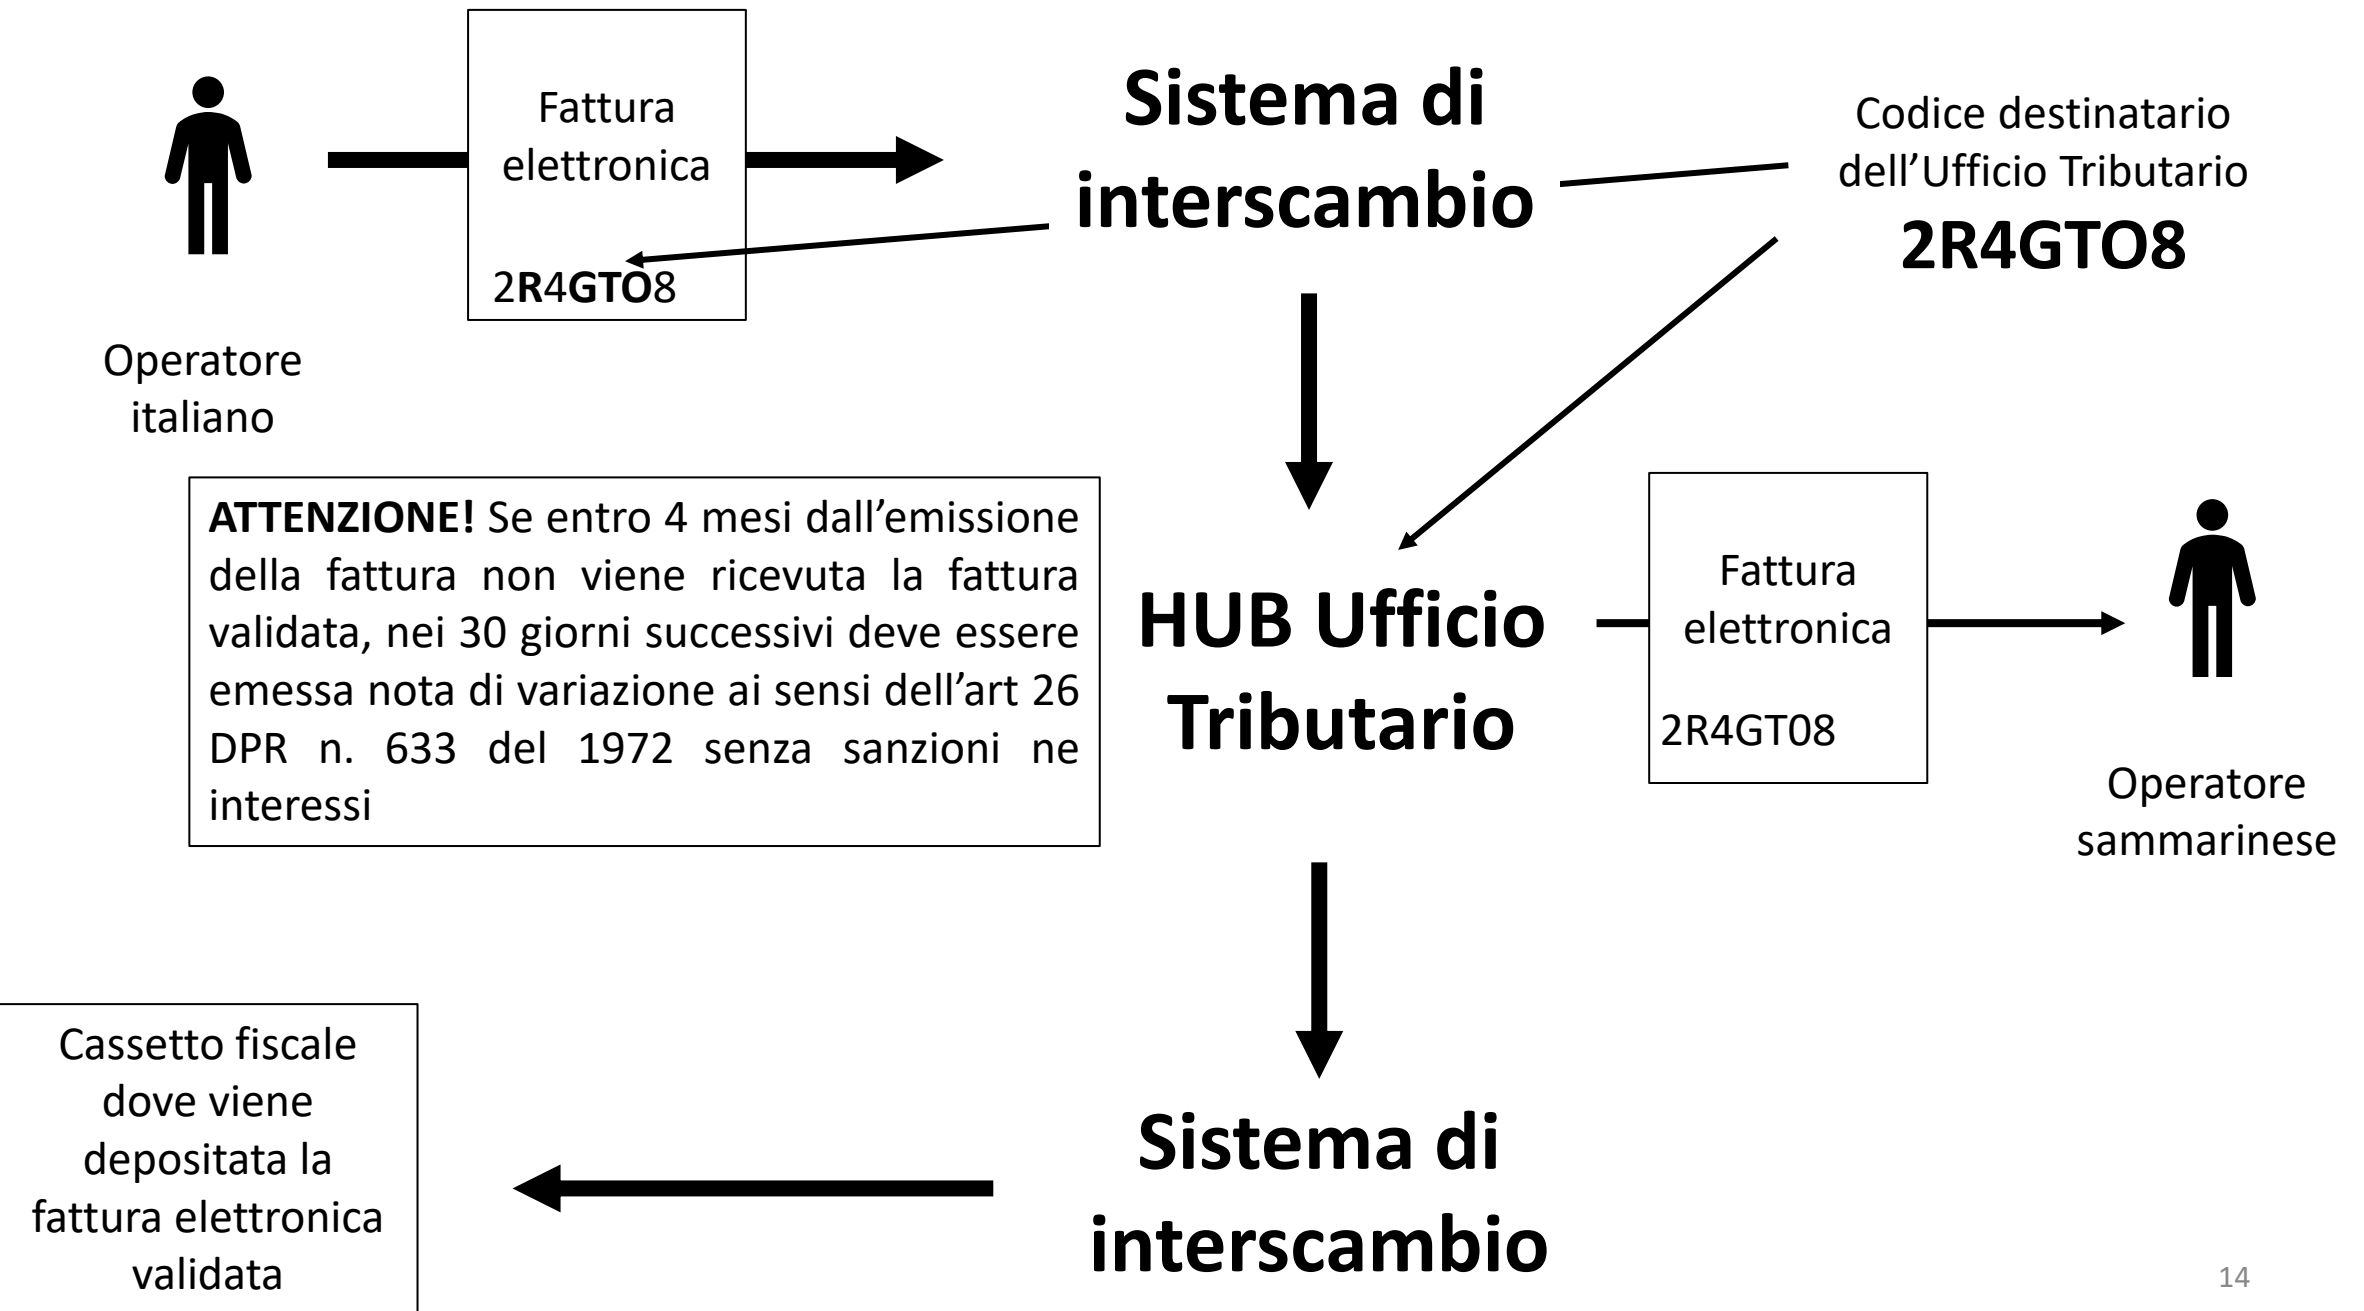 Fattura
elettronica
2R4GTO8
Sistema di
interscambio
Codice destinatario
dell’Ufficio Tributario
2R4GTO8
Operatore
italiano
ATTENZIONE! Se entro 4 mesi dall’emissione
della fattura non viene ricevuta la fattura
validata, nei 30 giorni successivi deve essere
emessa nota di variazione ai sensi dell’art 26
DPR n. 633 del 1972 senza sanzioni ne
interessi
HUB Ufficio
Tributario
Fattura
elettronica
2R4GT08
Operatore
sammarinese
Cassetto fiscale
dove viene
depositata la
fattura elettronica
validata
Sistema di
interscambio
14